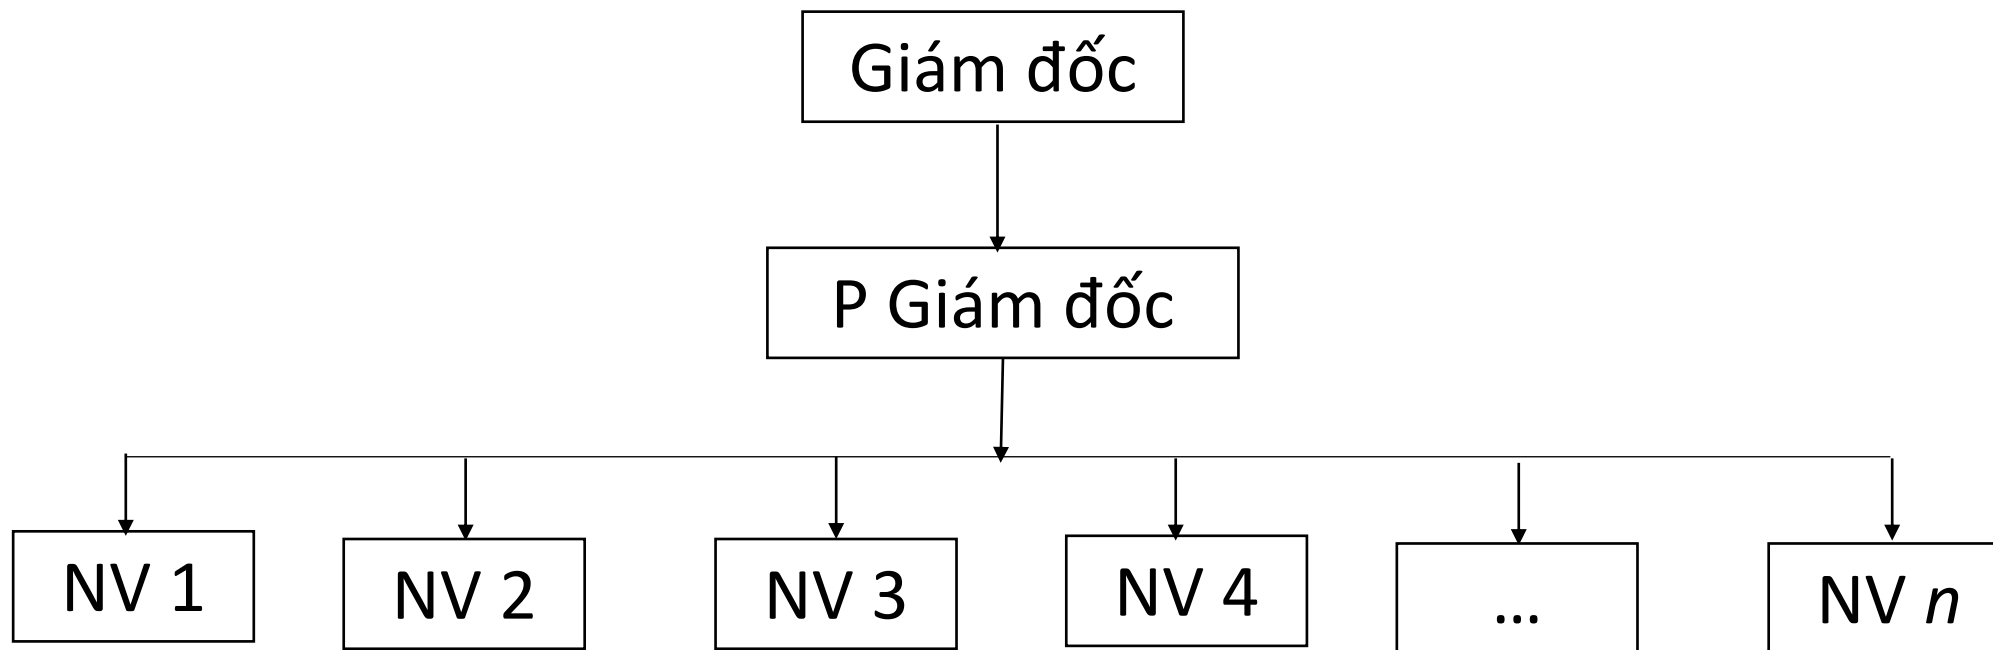 Giám đốc
P Giám đốc
NV 1
NV 2
NV 3
NV 4
...
NV n